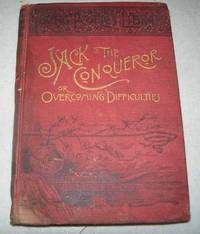 JACK THE
CONQUEROR
OR
OVERCOMING DIFFICULTIES